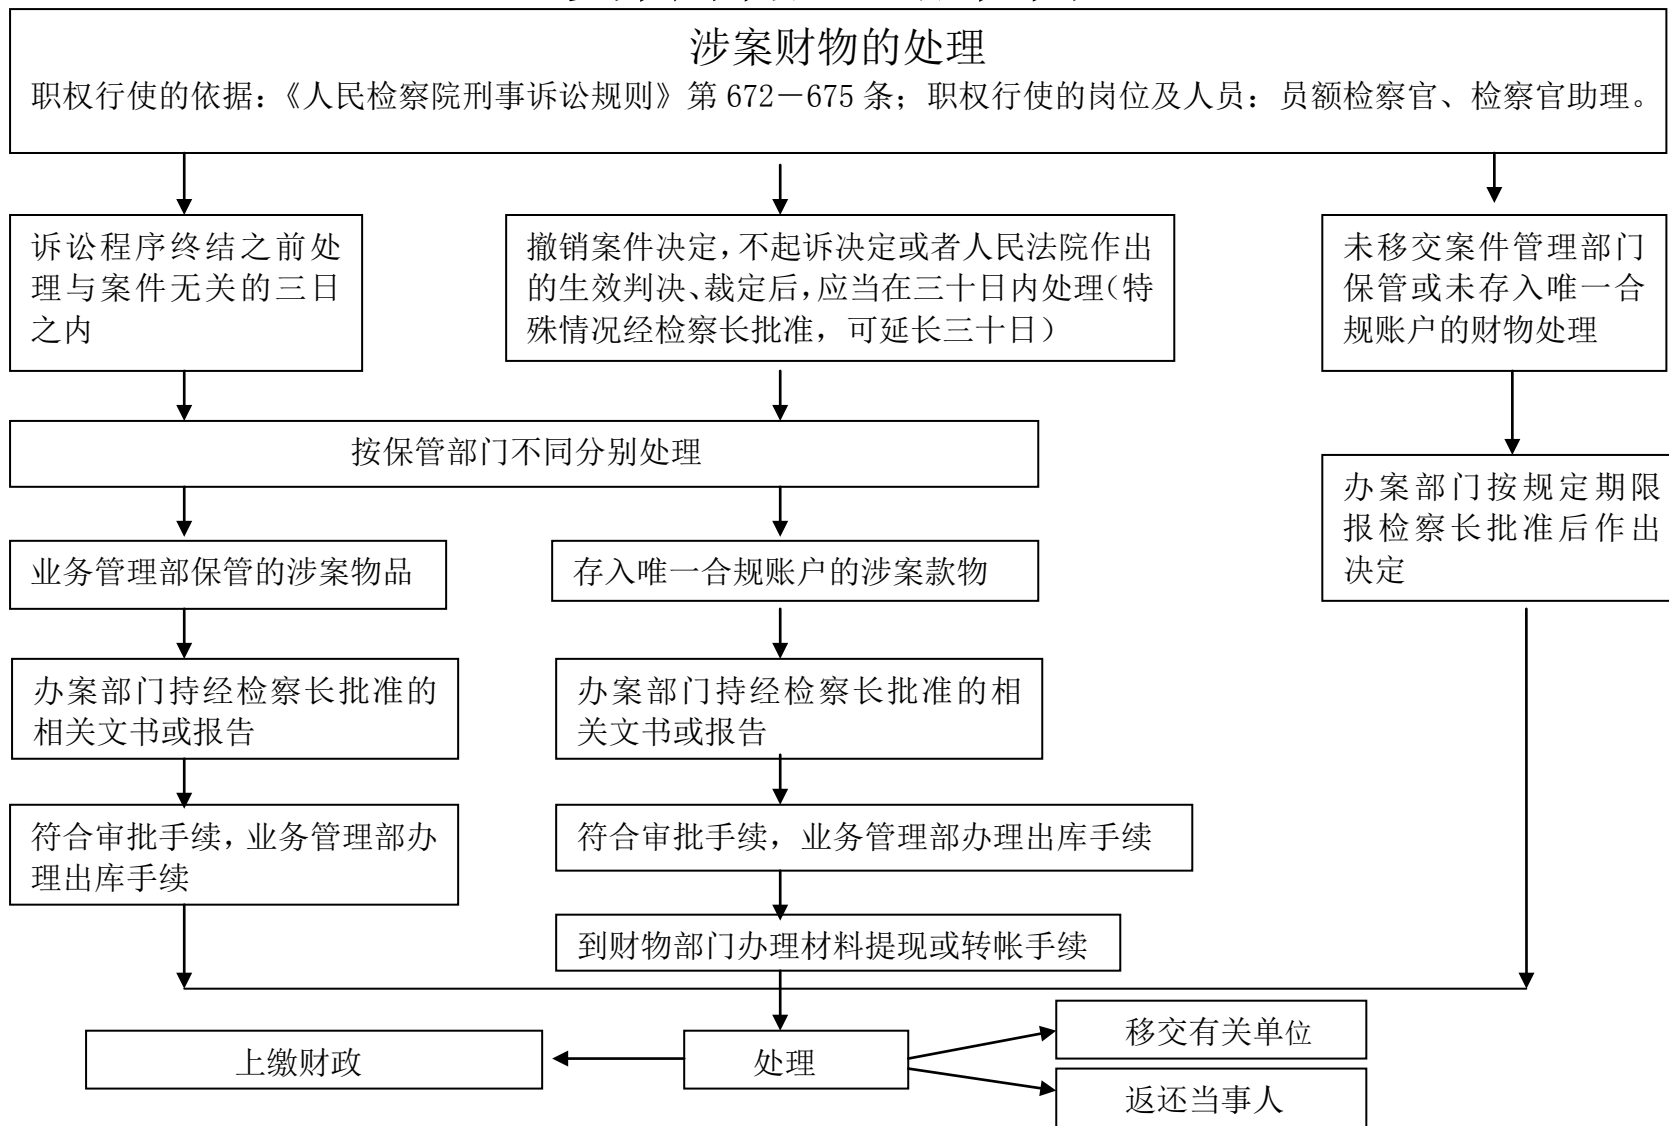 涉案财物的处理
职权行使的依据：《人民检察院刑事诉讼规则》第 672－675 条；职权行使的岗位及人员：员额检察官、检察官助理。
诉讼程序终结之前处
理与案件无关的三日
之内
撤销案件决定，不起诉决定或者人民法院作出
的生效判决、裁定后，应当在三十日内处理（特
殊情况经检察长批准，可延长三十日）
未移交案件管理部门
保管或未存入唯一合
规账户的财物处理
按保管部门不同分别处理
办案部门按规定期限
报检察长批准后作出
决定
业务管理部保管的涉案物品
存入唯一合规账户的涉案款物
办案部门持经检察长批准的
相关文书或报告
办案部门持经检察长批准的相
关文书或报告
符合审批手续，业务管理部办
理出库手续
符合审批手续，业务管理部办理出库手续
到财物部门办理材料提现或转帐手续
上缴财政
处理
移交有关单位
返还当事人